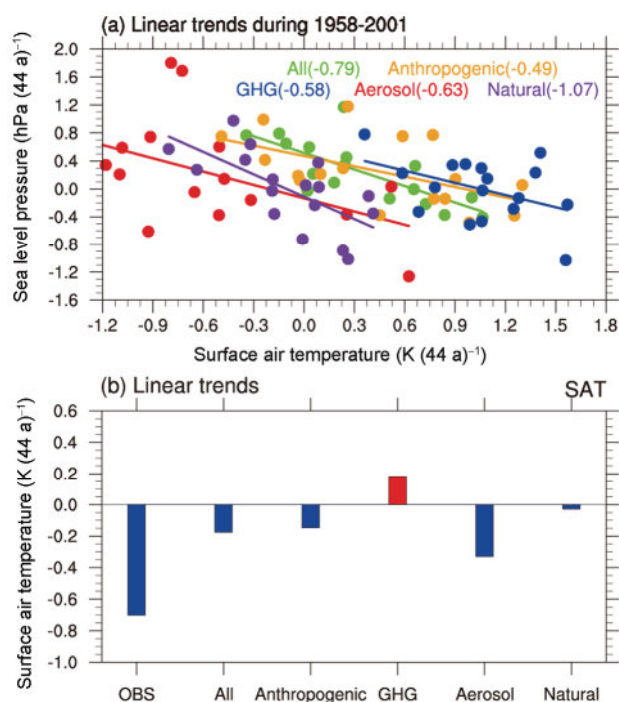 (a) Linear trends during 1958-2001
Sea level pressure (hPa (44 a)⁻¹)
2.0
1.6
1.2
0.8
0.4
0.0
-0.4
-0.8
-1.2
-1.6
All(-0.79) Anthropogenic(-0.49)
GHG(-0.58) Aerosol(-0.63) Natural(-1.07)
-1.2 -0.9 -0.6 -0.3 0.0 0.3 0.6 0.9 1.2 1.5 1.8
Surface air temperature (K (44 a)⁻¹)
(b) Linear trends SAT
Surface air temperature (K (44 a)⁻¹)
0.6
0.4
0.2
0.0
-0.2
-0.4
-0.6
-0.8
-1.0
OBS All Anthropogenic GHG Aerosol Natural